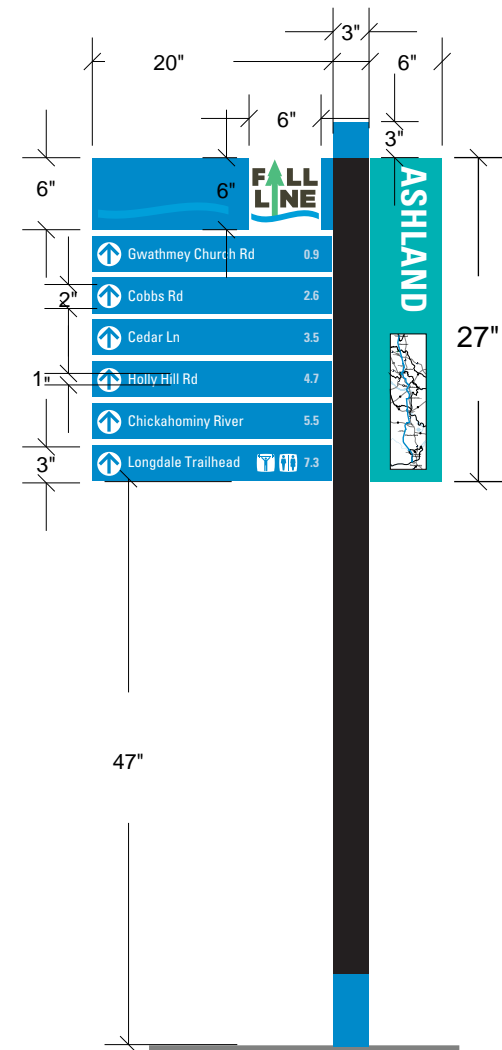 3"
20"
6"
6"
3"
6"
6"
FALL
LINE
ASHLAND
Gwathmey Church Rd 0.9
2"
Cobbs Rd 2.6
Cedar Ln 3.5
27"
1"
Holly Hill Rd 4.7
Chickahominy River 5.5
3"
Longdale Trailhead 7.3
47"